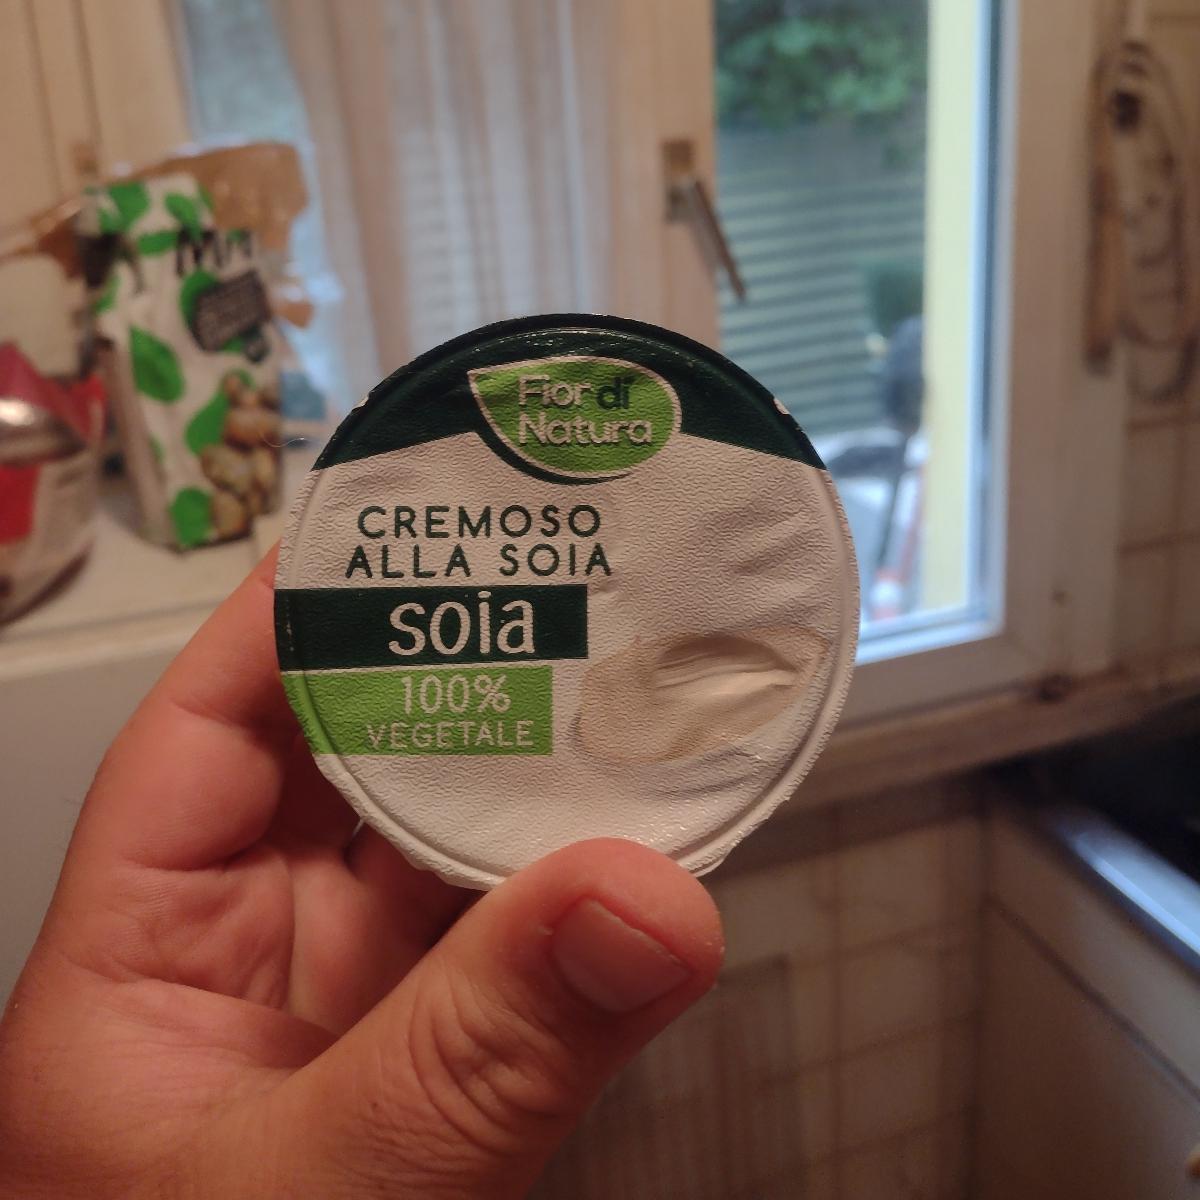 Fior di
Natura
CREMOSO
ALLA SOIA
soia
100%
VEGETALE